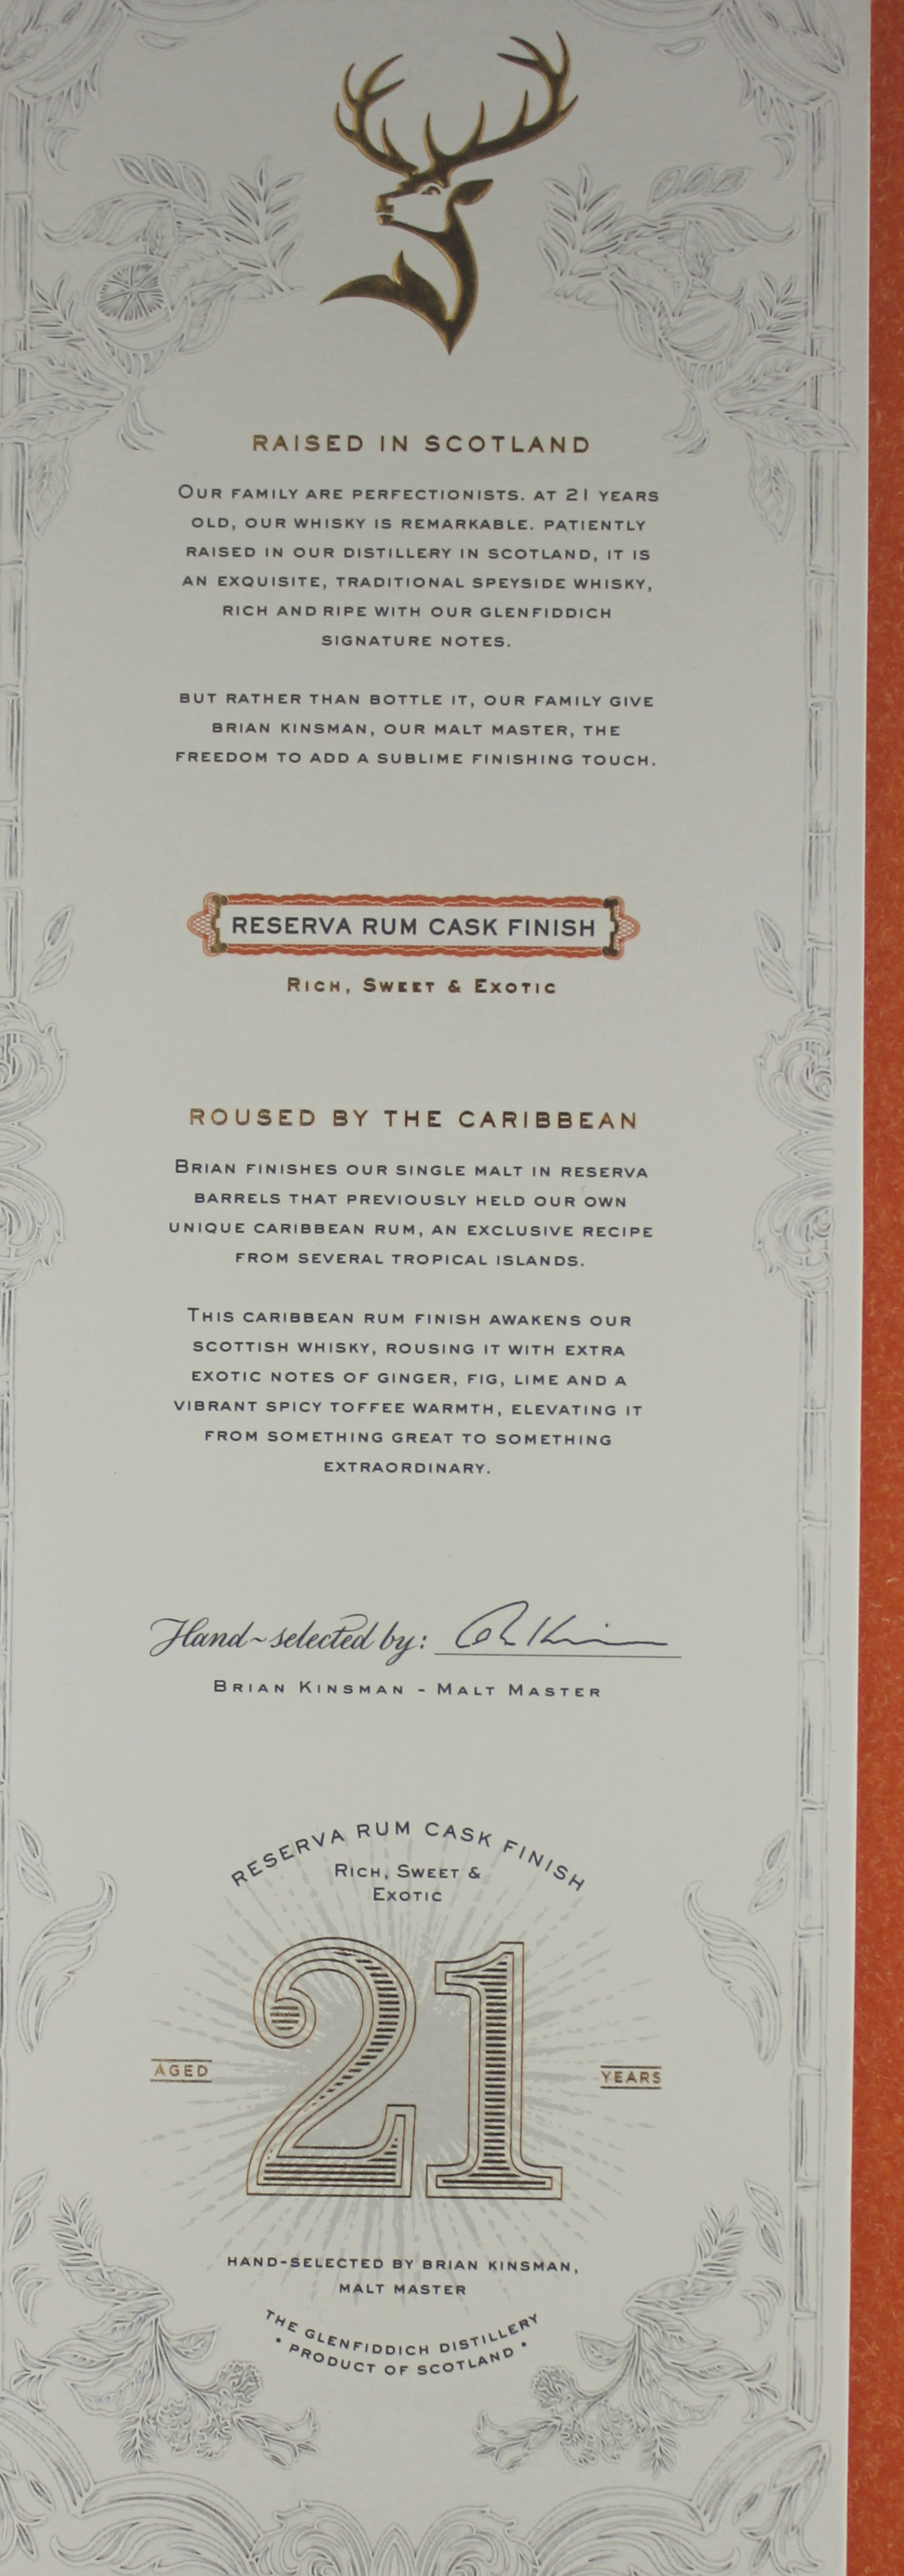 RAISED IN SCOTLAND
OUR FAMILY ARE PERFECTIONISTS. AT 21 YEARS
OLD, OUR WHISKY IS REMARKABLE. PATIENTLY
RAISED IN OUR DISTILLERY IN SCOTLAND, IT IS
AN EXQUISITE, TRADITIONAL SPEYSIDE WHISKY,
RICH AND RIPE WITH OUR GLENFIDDICH
SIGNATURE NOTES.
BUT RATHER THAN BOTTLE IT, OUR FAMILY GIVE
BRIAN KINSMAN, OUR MALT MASTER, THE
FREEDOM TO ADD A SUBLIME FINISHING TOUCH.
RESERVA RUM CASK FINISH
RICH, SWEET & EXOTIC
ROUSED BY THE CARIBBEAN
BRIAN FINISHES OUR SINGLE MALT IN RESERVA
BARRELS THAT PREVIOUSLY HELD OUR OWN
UNIQUE CARIBBEAN RUM, AN EXCLUSIVE RECIPE
FROM SEVERAL TROPICAL ISLANDS.
THIS CARIBBEAN RUM FINISH AWAKENS OUR
SCOTTISH WHISKY, ROUSING IT WITH EXTRA
EXOTIC NOTES OF GINGER, FIG, LIME AND A
VIBRANT SPICY TOFFEE WARMTH, ELEVATING IT
FROM SOMETHING GREAT TO SOMETHING
EXTRAORDINARY.
Hand-selected by:
BRIAN KINSMAN - MALT MASTER
RESERVA RUM CASK FINISH
RICH, SWEET &
EXOTIC
AGED 21 YEARS
HAND-SELECTED BY BRIAN KINSMAN,
MALT MASTER
THE GLENFIDDICH DISTILLERY
• PRODUCT OF SCOTLAND •